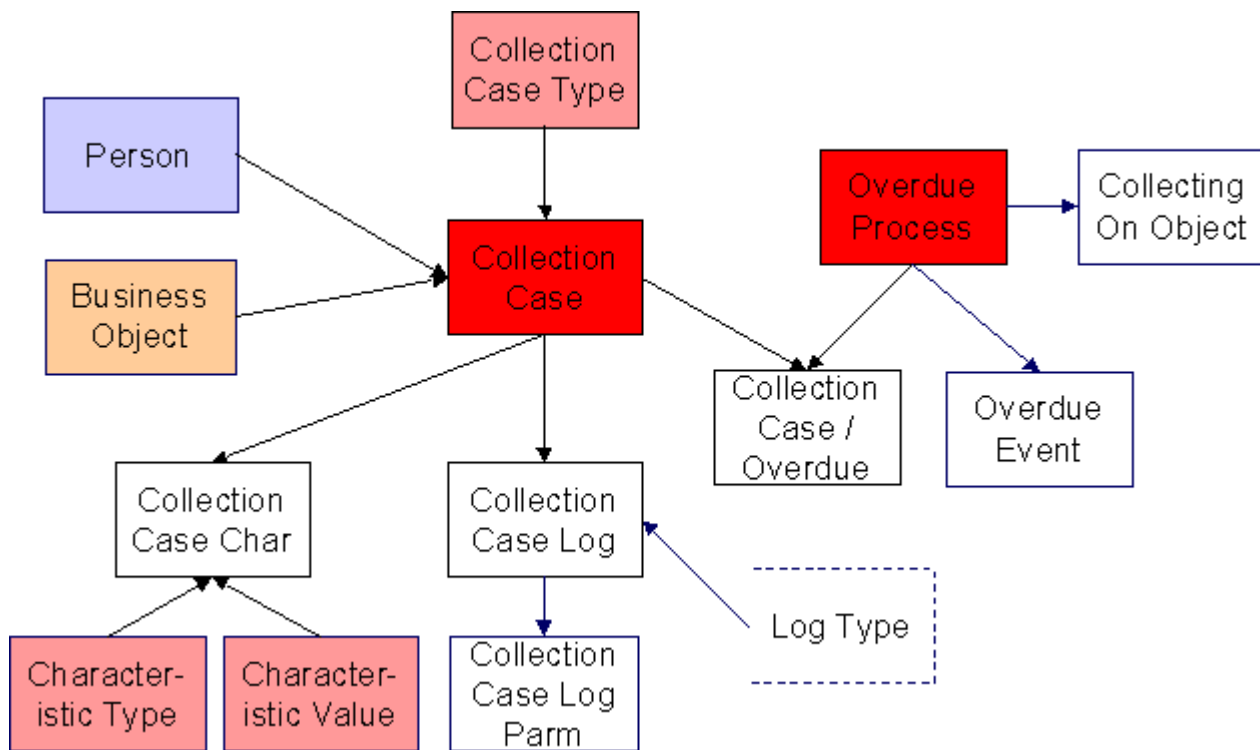 Collection
Case Type
Person
Overdue
Process
Collecting
On Object
Collection
Case
Business
Object
Collection
Case /
Overdue
Overdue
Event
Collection
Case Char
Collection
Case Log
Log Type
Character-
istic Type
Character-
istic Value
Collection
Case Log
Parm